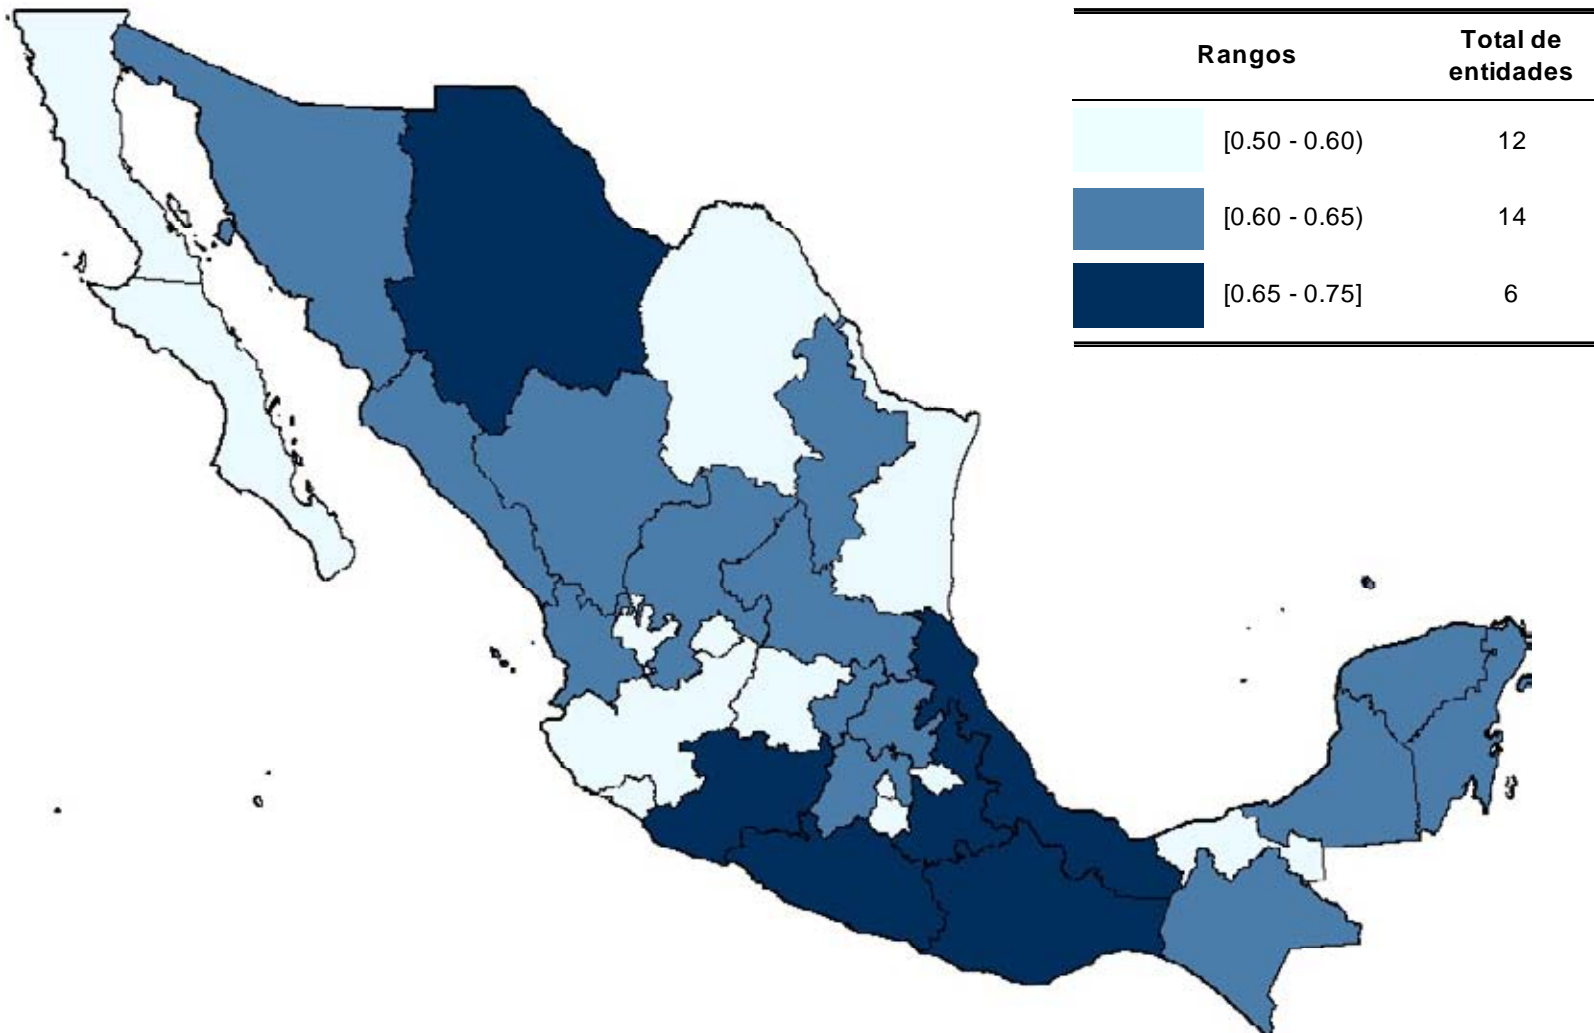 Rangos
Total de
entidades
[0.50 - 0.60) 12
[0.60 - 0.65) 14
[0.65 - 0.75] 6